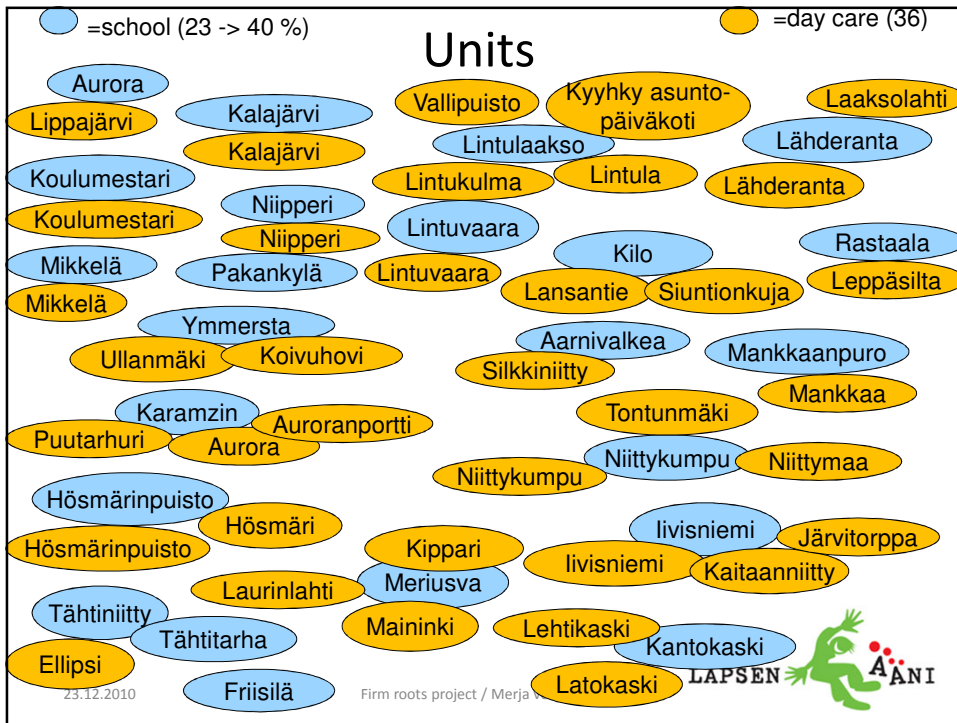 =school (23 -> 40 %)
=day care (36)
Units
Aurora
Lippajärvi
Kalajärvi
Kalajärvi
Vallipuisto
Kyyhky asunto-
päiväkoti
Laaksolahti
Lintulaakso
Lähderanta
Koulumestari
Koulumestari
Niipperi
Niipperi
Lintukulma
Lintula
Lähderanta
Lintuvaara
Lintuvaara
Mikkelä
Mikkelä
Pakankylä
Kilo
Lansantie
Siuntionkuja
Rastaala
Leppäsilta
Ymmersta
Ullanmäki
Koivuhovi
Aarnivalkea
Silkkiniitty
Mankkaanpuro
Mankkaa
Karamzin
Puutarhuri
Aurora
Auroranportti
Tontunmäki
Niittykumpu
Niittykumpu
Niittymaa
Hösmärinpuisto
Hösmärinpuisto
Hösmäri
Kippari
Meriusva
Laurinlahti
Maininki
Iivisniemi
Iivisniemi
Järvitorppa
Kaitaanniitty
Tähtiniitty
Tähtitarha
Ellipsi
Friisilä
Lehtikaski
Kantokaski
Latokaski
LAPSEN ÄÄNI
23.12.2010
Firm roots project / Merja